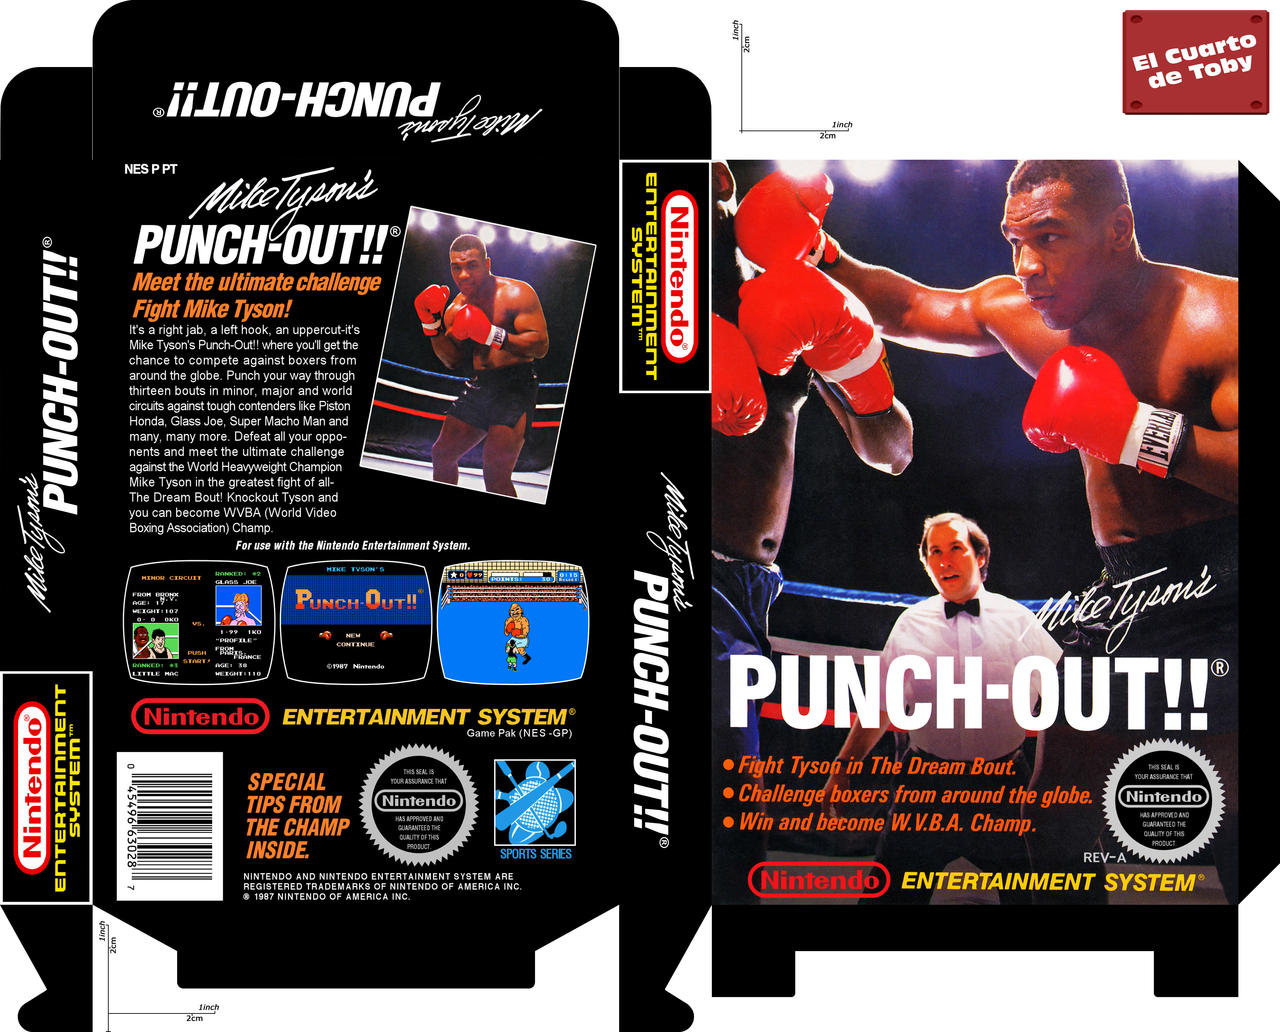 El Cuarto
de Toby
1inch
2cm
1inch
2cm
Mike Tyson's
PUNCH-OUT!!®
NES P PT
Mike Tyson's
PUNCH-OUT!!®
Meet the ultimate challenge
Fight Mike Tyson!
It's a right jab, a left hook, an uppercut-it's
Mike Tyson's Punch-Out!! where you'll get the
chance to compete against boxers from
around the globe. Punch your way through
thirteen bouts in minor, major and world
circuits against tough contenders like Piston
Honda, Glass Joe, Super Macho Man and
many, many more. Defeat all your oppo-
nents and meet the ultimate challenge
against the World Heavyweight Champion
Mike Tyson in the greatest fight of all-
The Dream Bout! Knockout Tyson and
you can become WVBA (World Video
Boxing Association) Champ.
For use with the Nintendo Entertainment System.
MINOR CIRCUIT
RANKED: #2
GLASS JOE
FROM BRONX
N.Y.
AGE: 17
WEIGHT:107
0- 0 0KO
VS.
1-99 1KO
"PROFILE"
FROM
PARIS,
FRANCE
AGE: 38
WEIGHT:110
PUSH
START!
RANKED: #3
LITTLE MAC
MIKE TYSON'S
PUNCH-OUT!!®
NEW
CONTINUE
©1987 Nintendo
POINTS: 30
Nintendo®
ENTERTAINMENT SYSTEM®
Game Pak (NES -GP)
0 45496 63028 7
SPECIAL
TIPS FROM
THE CHAMP
INSIDE.
THIS SEAL IS
YOUR ASSURANCE THAT
Nintendo
HAS APPROVED AND
GUARANTEED THE
QUALITY OF THIS
PRODUCT.
SPORTS SERIES
NINTENDO AND NINTENDO ENTERTAINMENT SYSTEM ARE
REGISTERED TRADEMARKS OF NINTENDO OF AMERICA INC.
® 1987 NINTENDO OF AMERICA INC.
Mike Tyson's
PUNCH-OUT!!®
Nintendo®
ENTERTAINMENT
SYSTEM™
1inch
2cm
1inch
2cm
Nintendo®
ENTERTAINMENT
SYSTEM™
Mike Tyson's
PUNCH-OUT!!®
EVERLAST
Mike Tyson's
PUNCH-OUT!!®
Fight Tyson in The Dream Bout.
Challenge boxers from around the globe.
Win and become W.V.B.A. Champ.
THIS SEAL IS
YOUR ASSURANCE THAT
Nintendo
HAS APPROVED AND
GUARANTEED THE
QUALITY OF THIS
PRODUCT.
REV-A
Nintendo®
ENTERTAINMENT SYSTEM®